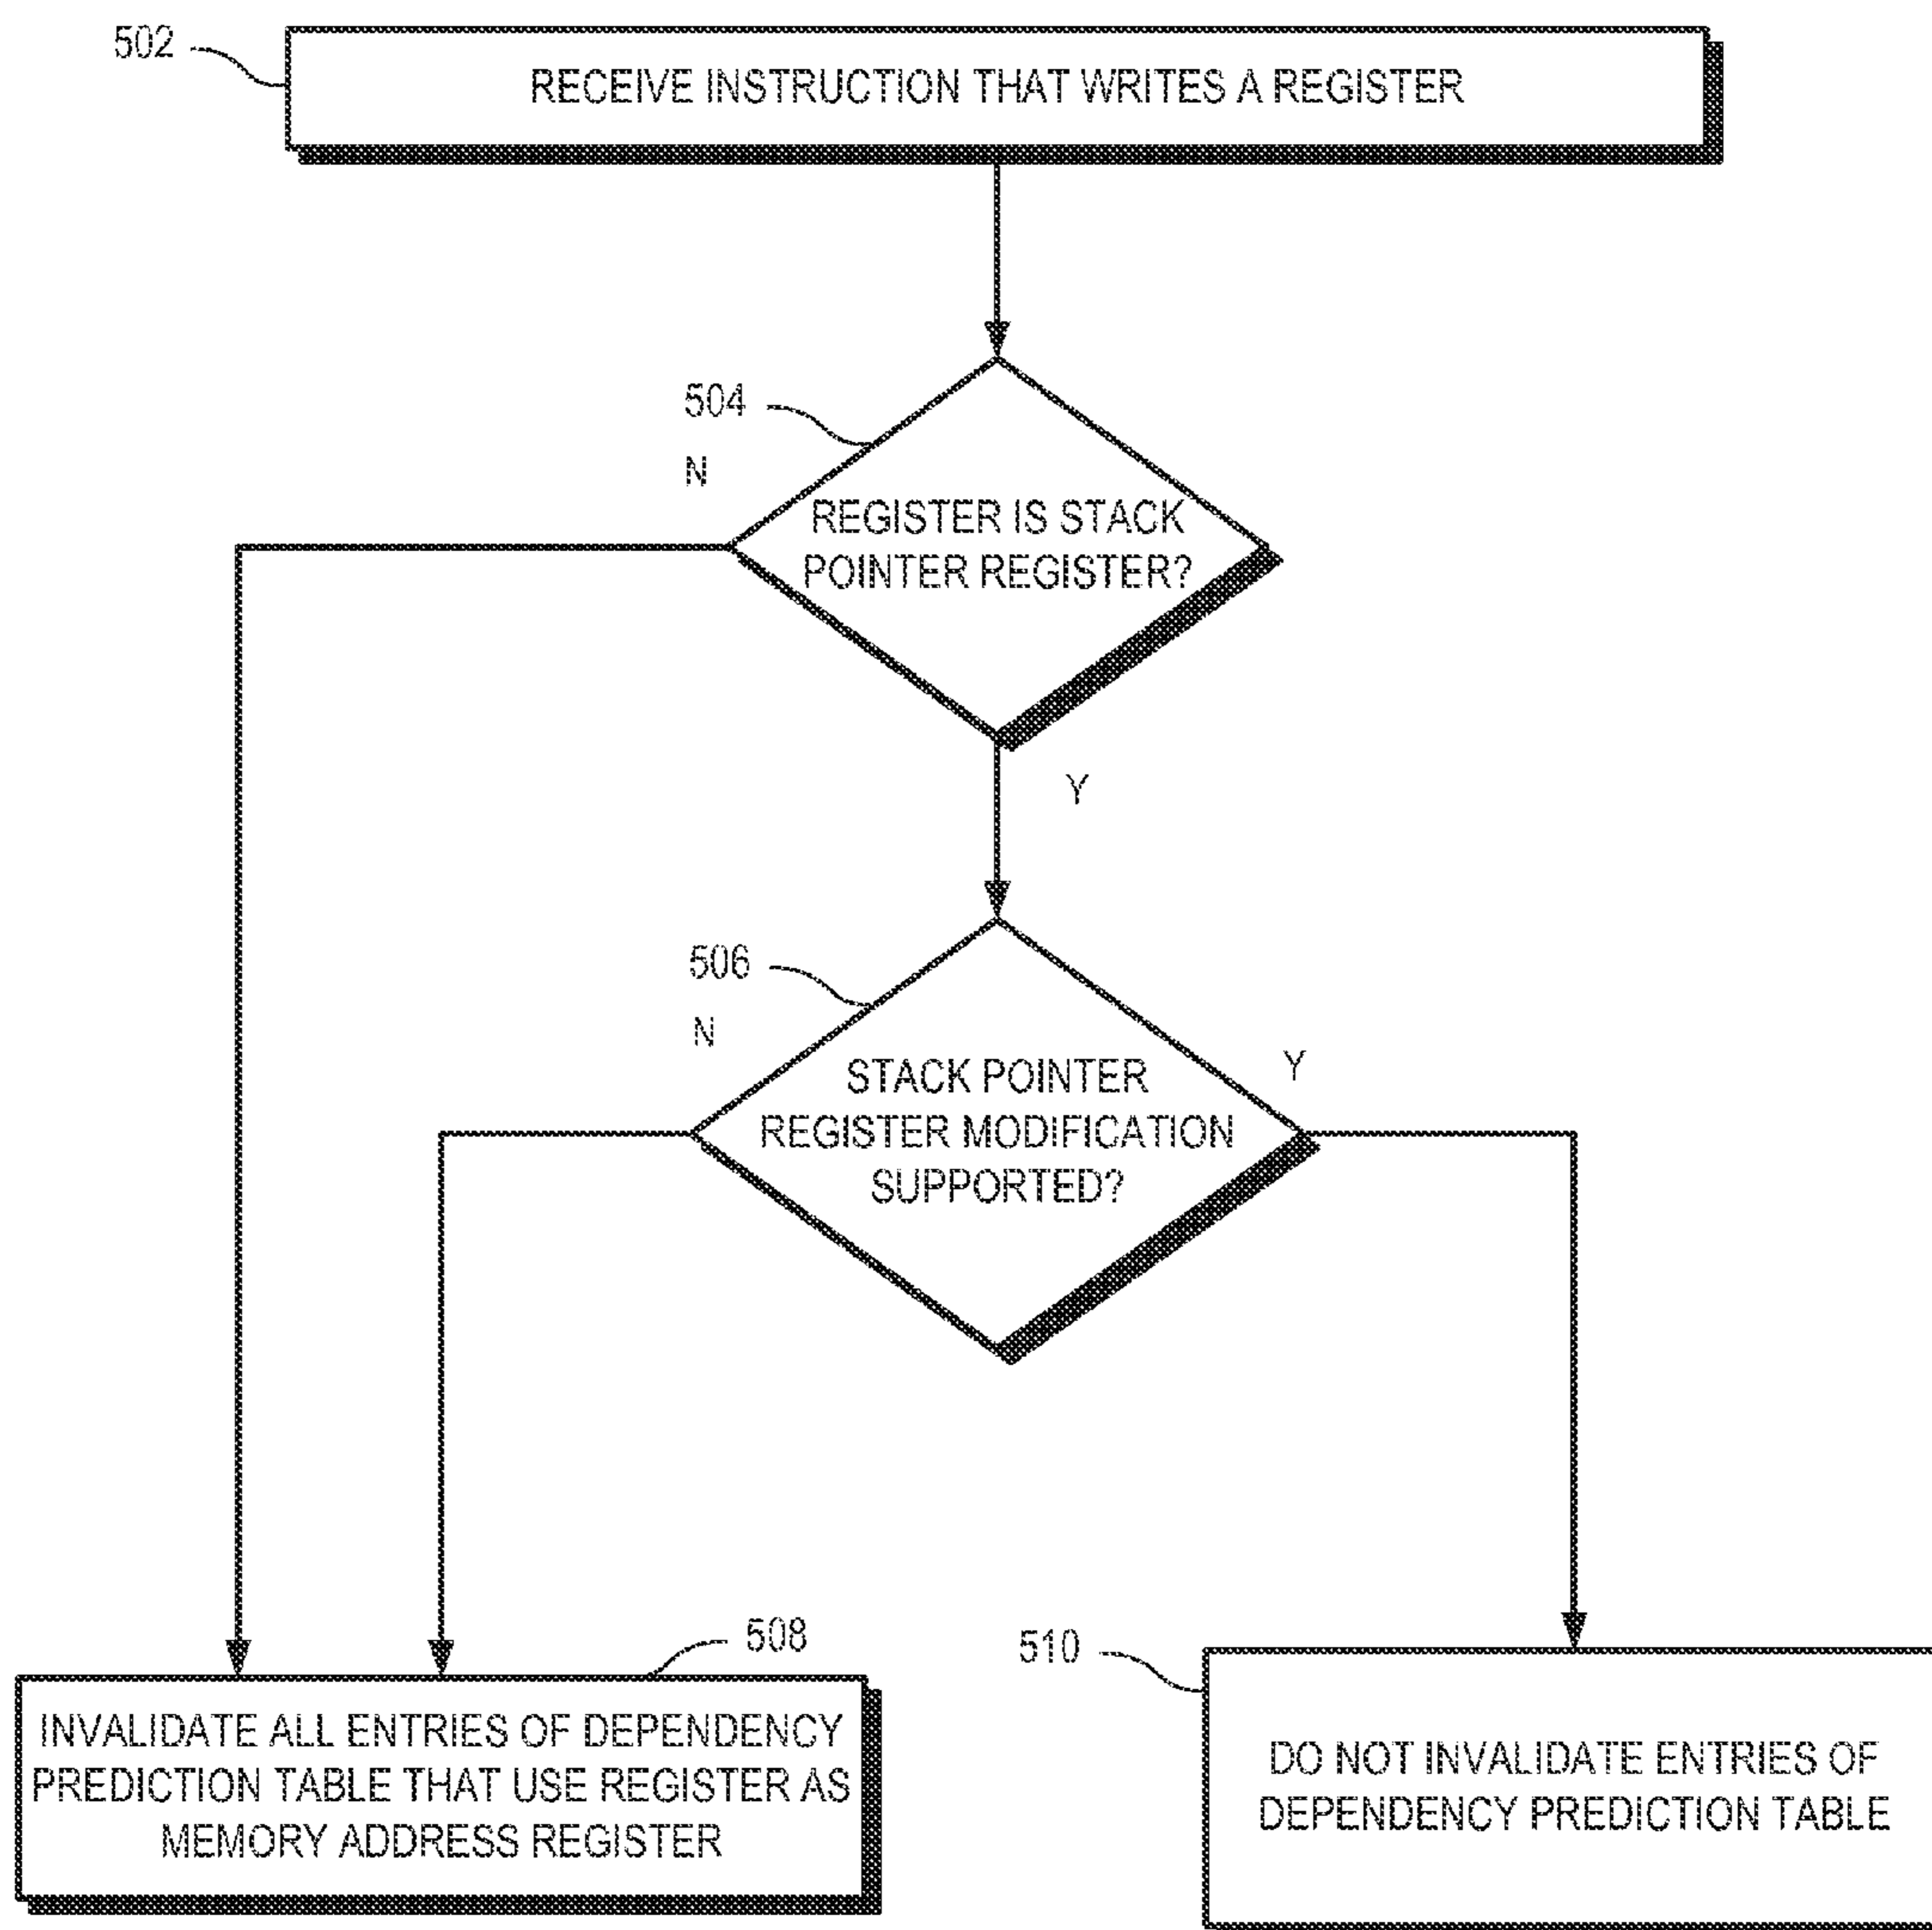 502
RECEIVE INSTRUCTION THAT WRITES A REGISTER
504
N
REGISTER IS STACK
POINTER REGISTER?
Y
506
N
STACK POINTER
REGISTER MODIFICATION
SUPPORTED?
Y
508
INVALIDATE ALL ENTRIES OF DEPENDENCY
PREDICTION TABLE THAT USE REGISTER AS
MEMORY ADDRESS REGISTER
510
DO NOT INVALIDATE ENTRIES OF
DEPENDENCY PREDICTION TABLE